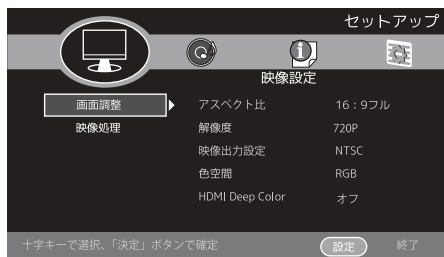 セットアップ
映像設定
画面調整
映像処理
アスペクト比 16：9フル
解像度 720P
映像出力設定 NTSC
色空間 RGB
HDMI Deep Color オフ
十字キーで選択、「決定」ボタンで確定 設定 終了